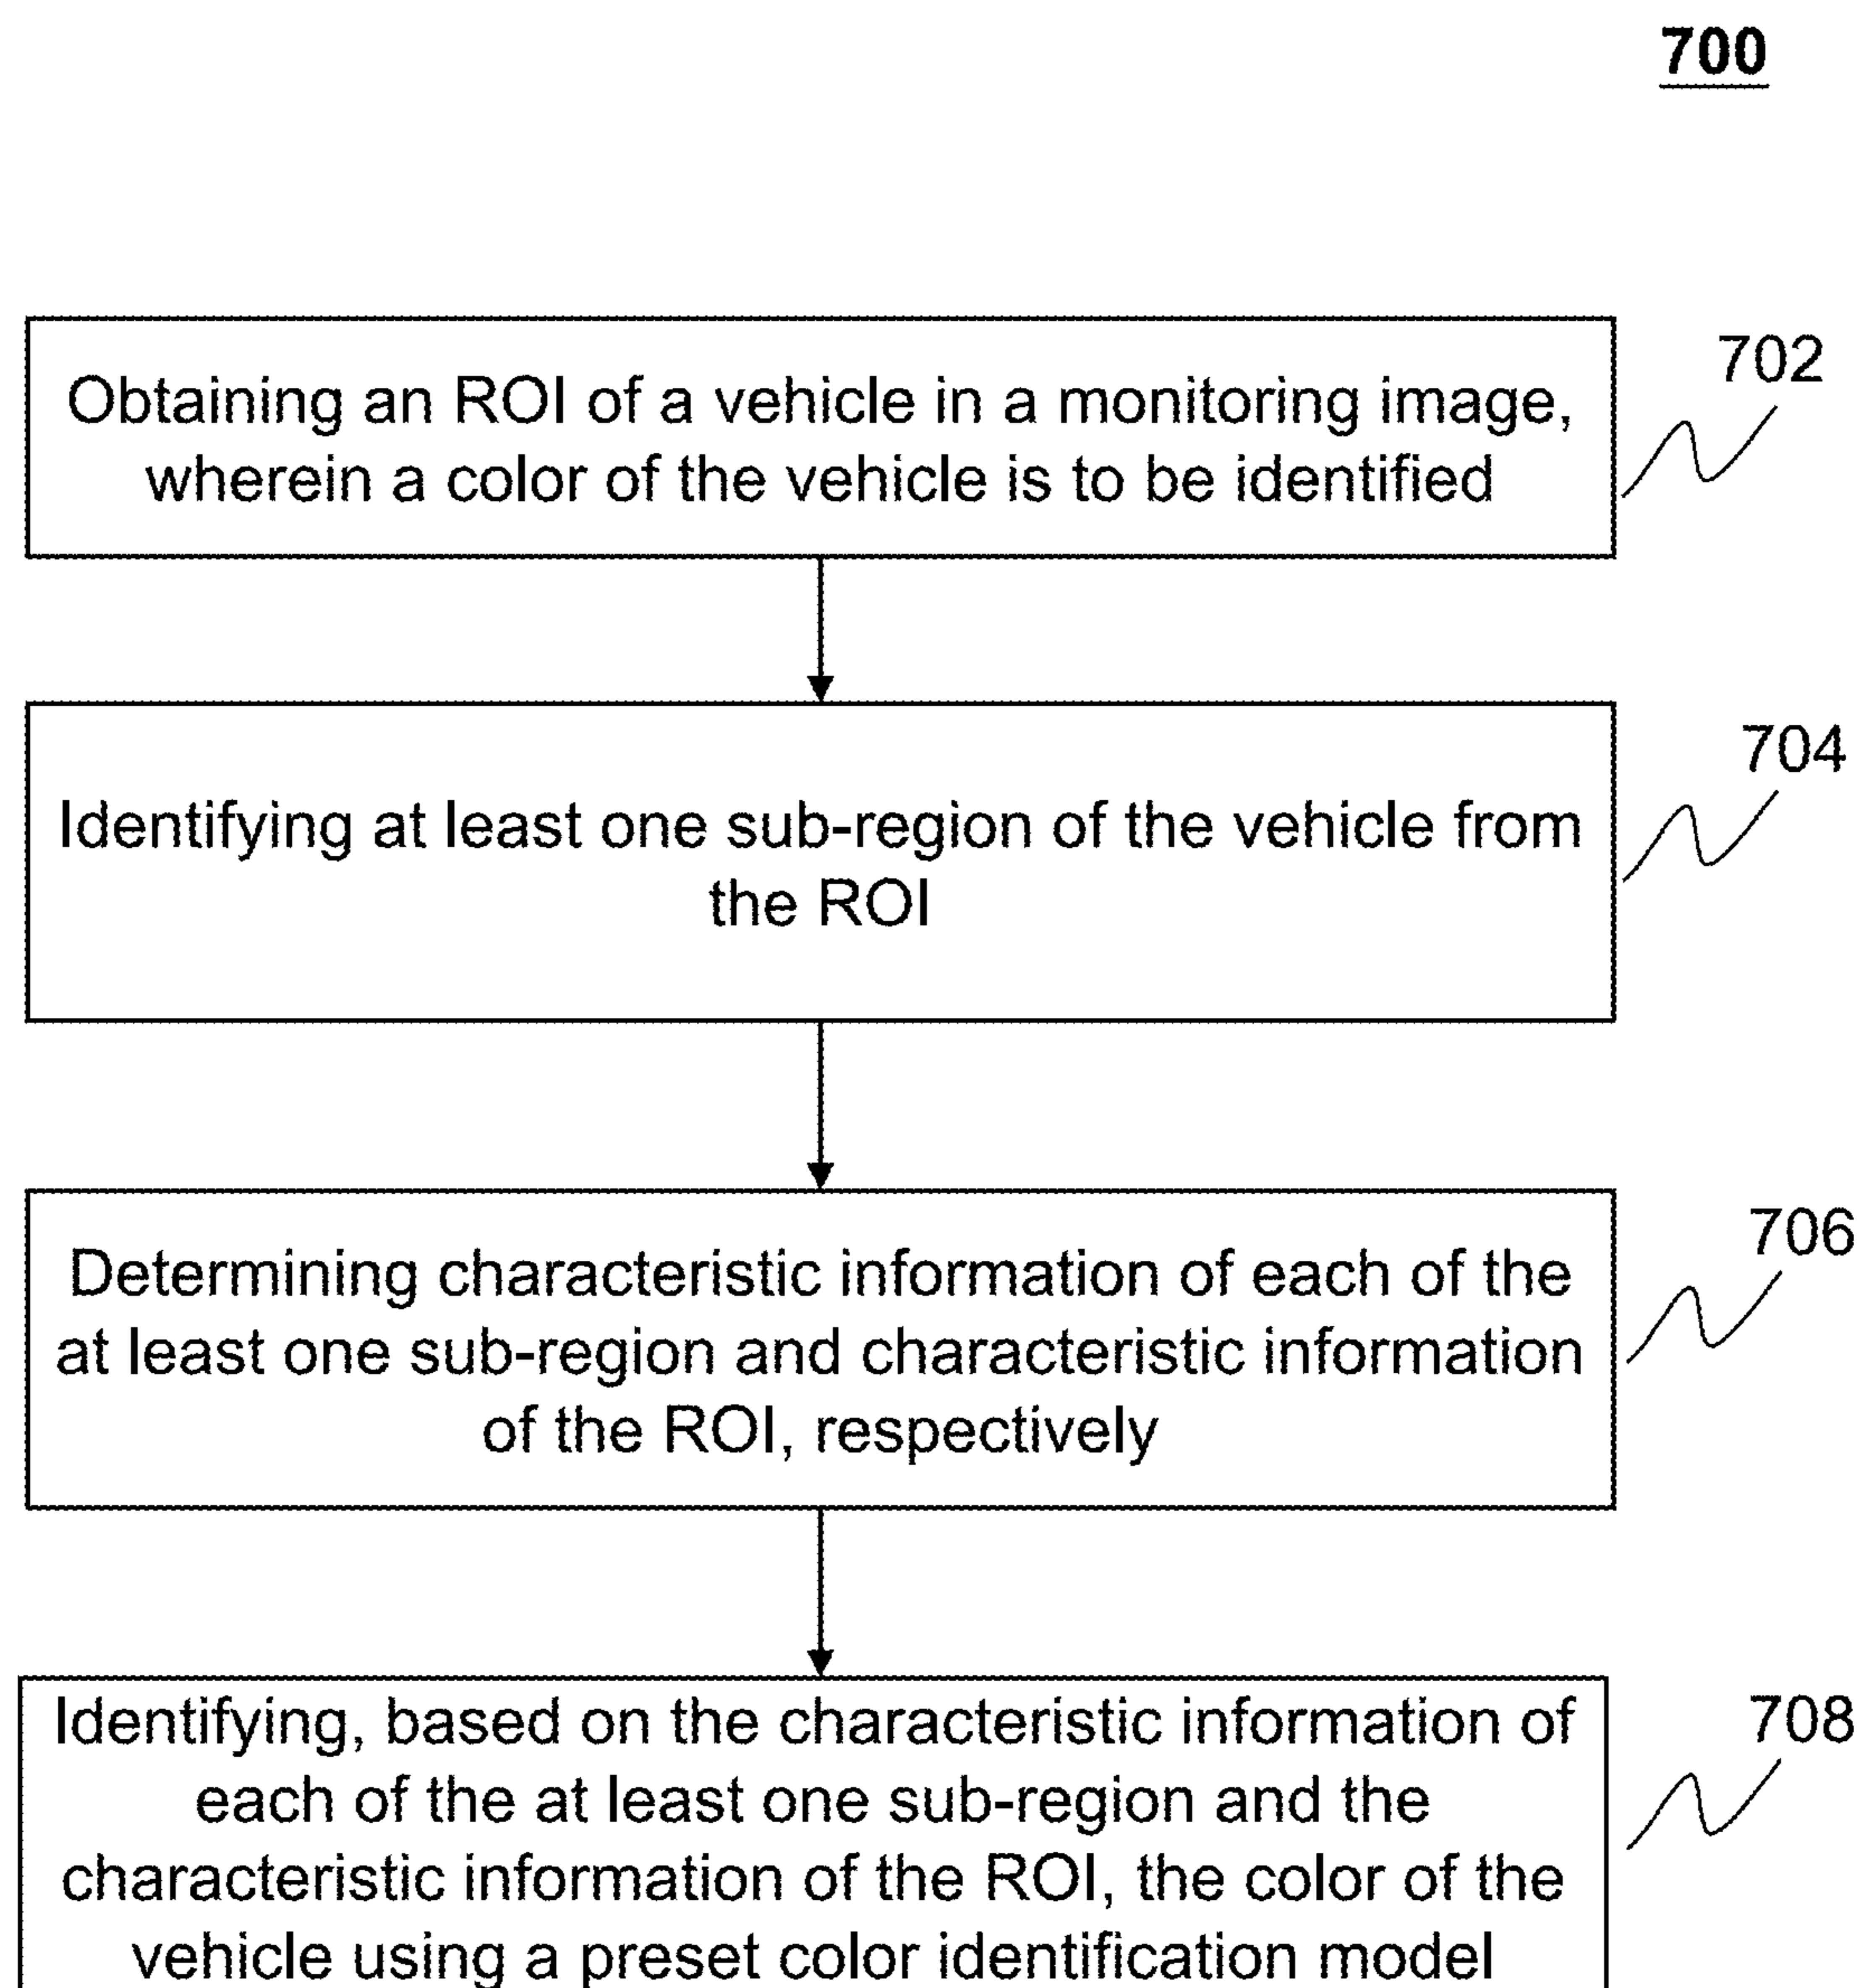 700
702
Obtaining an ROI of a vehicle in a monitoring image,
wherein a color of the vehicle is to be identified
704
Identifying at least one sub-region of the vehicle from
the ROI
706
Determining characteristic information of each of the
at least one sub-region and characteristic information
of the ROI, respectively
708
Identifying, based on the characteristic information of
each of the at least one sub-region and the
characteristic information of the ROI, the color of the
vehicle using a preset color identification model